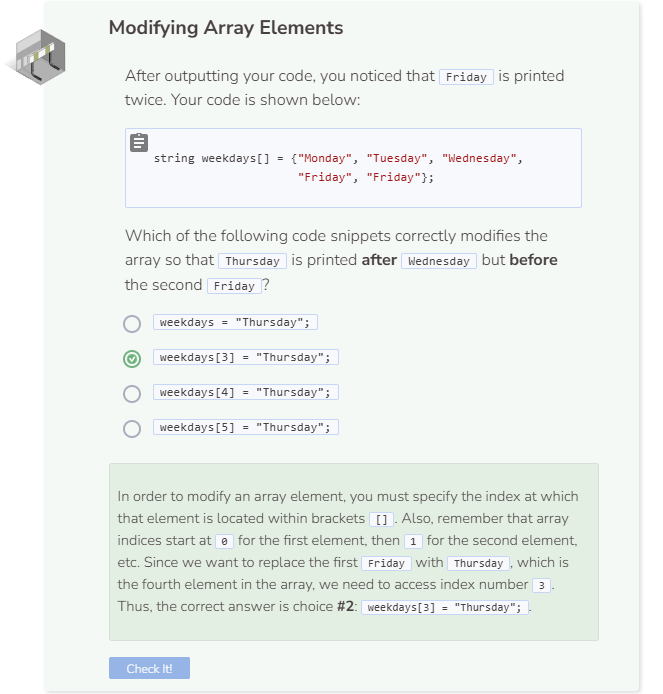 Modifying Array Elements
After outputting your code, you noticed that Friday is printed
twice. Your code is shown below:
string weekdays[] = {"Monday", "Tuesday", "Wednesday",
"Friday", "Friday"};
Which of the following code snippets correctly modifies the
array so that Thursday is printed after Wednesday but before
the second Friday?
weekdays = "Thursday";
weekdays[3] = "Thursday";
weekdays[4] = "Thursday";
weekdays[5] = "Thursday";
In order to modify an array element, you must specify the index at which
that element is located within brackets []. Also, remember that array
indices start at 0 for the first element, then 1 for the second element,
etc. Since we want to replace the first Friday with Thursday, which is
the fourth element in the array, we need to access index number 3.
Thus, the correct answer is choice #2: weekdays[3] = "Thursday";.
Check It!